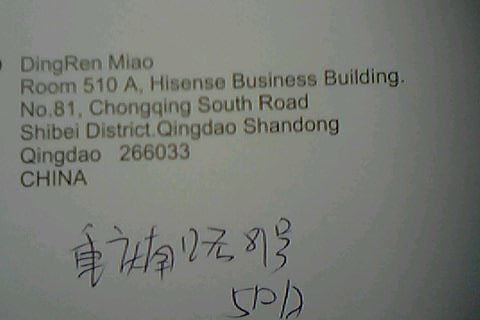 DingRen Miao
Room 510 A, Hisense Business Building.
No.81, Chongqing South Road
Shibei District.Qingdao Shandong
Qingdao 266033
CHINA
重庆南路81号
510A